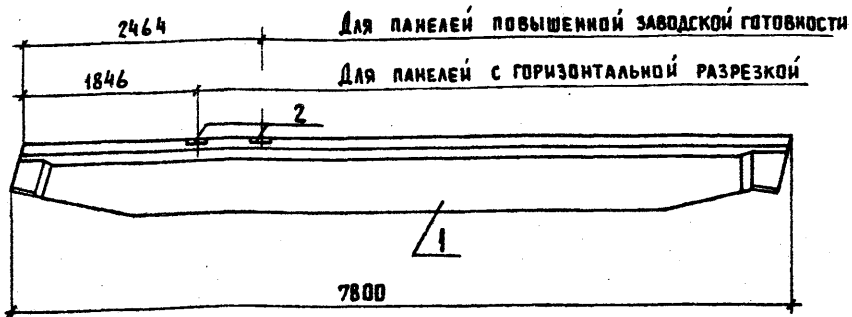 2464 Для панелей повышенной заводской готовности
1846 Для панелей с горизонтальной разрезкой
2
1
7800